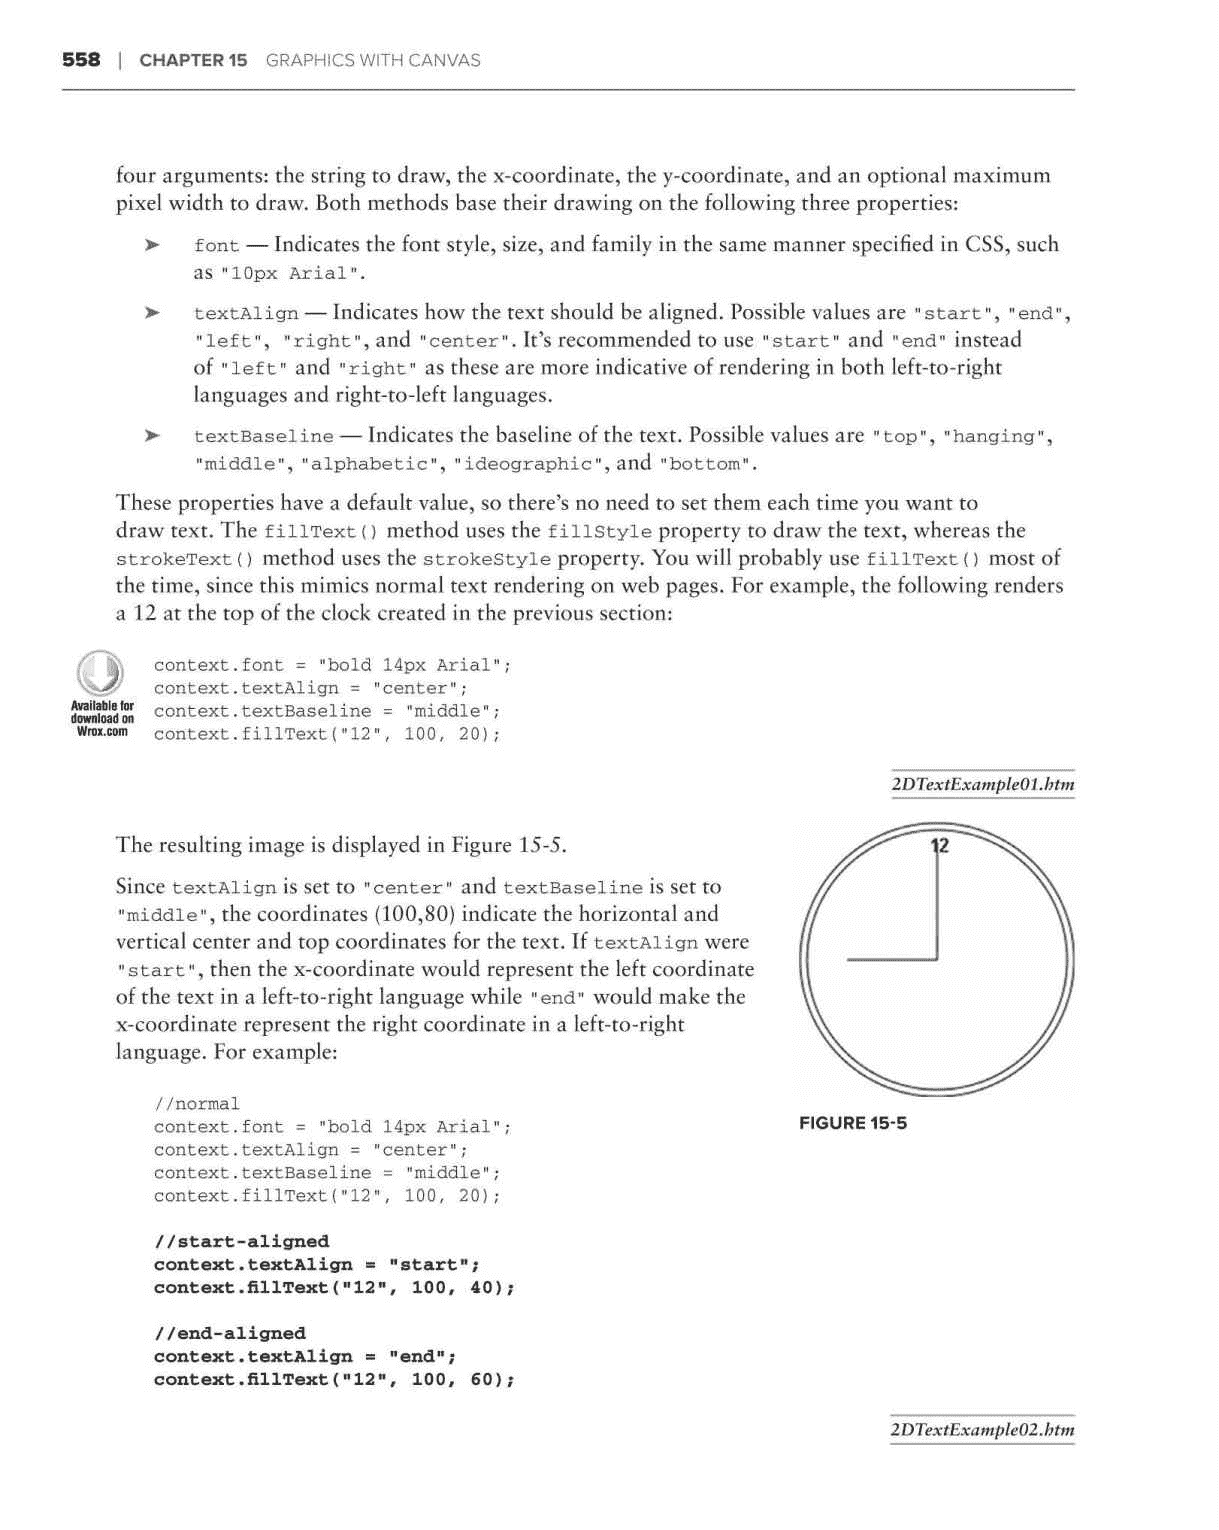 558 | CHAPTER 15 GRAPHICS WITH CANVAS
four arguments: the string to draw, the x-coordinate, the y-coordinate, and an optional maximum
pixel width to draw. Both methods base their drawing on the following three properties:
➤ font — Indicates the font style, size, and family in the same manner specified in CSS, such
as "10px Arial".
➤ textAlign — Indicates how the text should be aligned. Possible values are "start", "end",
"left", "right", and "center". It's recommended to use "start" and "end" instead
of "left" and "right" as these are more indicative of rendering in both left-to-right
languages and right-to-left languages.
➤ textBaseline — Indicates the baseline of the text. Possible values are "top", "hanging",
"middle", "alphabetic", "ideographic", and "bottom".
These properties have a default value, so there's no need to set them each time you want to
draw text. The fillText() method uses the fillStyle property to draw the text, whereas the
strokeText() method uses the strokeStyle property. You will probably use fillText() most of
the time, since this mimics normal text rendering on web pages. For example, the following renders
a 12 at the top of the clock created in the previous section:
Available for
download on
Wrox.com
context.font = "bold 14px Arial";
context.textAlign = "center";
context.textBaseline = "middle";
context.fillText("12", 100, 20);
2DTextExample01.htm
The resulting image is displayed in Figure 15-5.
Since textAlign is set to "center" and textBaseline is set to
"middle", the coordinates (100,80) indicate the horizontal and
vertical center and top coordinates for the text. If textAlign were
"start", then the x-coordinate would represent the left coordinate
of the text in a left-to-right language while "end" would make the
x-coordinate represent the right coordinate in a left-to-right
language. For example:
12
FIGURE 15-5
//normal
context.font = "bold 14px Arial";
context.textAlign = "center";
context.textBaseline = "middle";
context.fillText("12", 100, 20);
//start-aligned
context.textAlign = "start";
context.fillText("12", 100, 40);
//end-aligned
context.textAlign = "end";
context.fillText("12", 100, 60);
2DTextExample02.htm